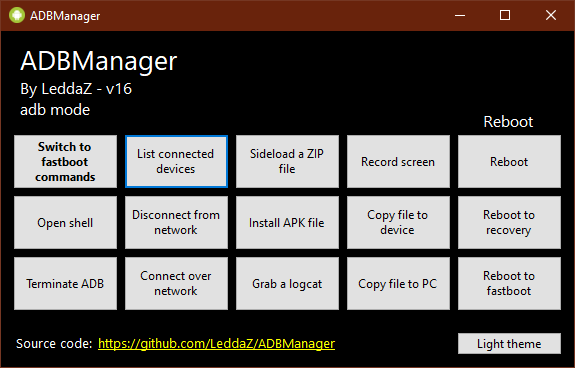 ADBManager
ADBManager
By LeddaZ - v16
adb mode
Reboot
Switch to
fastboot
commands
List connected
devices
Sideload a ZIP
file
Record screen
Reboot
Open shell
Disconnect from
network
Install APK file
Copy file to
device
Reboot to
recovery
Terminate ADB
Connect over
network
Grab a logcat
Copy file to PC
Reboot to
fastboot
Source code: https://github.com/LeddaZ/ADBManager
Light theme